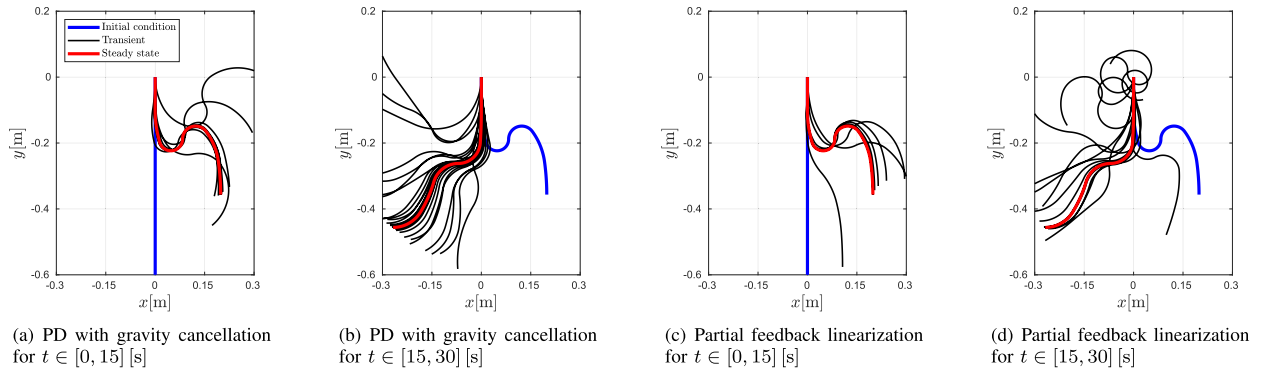 0.2
0
-0.2
-0.4
-0.6
-0.3
-0.15
0
0.15
0.3
y[m]
x[m]
Initial condition
Transient
Steady state
(a) PD with gravity cancellation
for t ∈ [0, 15] [s]
0.2
0
-0.2
-0.4
-0.6
-0.3
-0.15
0
0.15
0.3
y[m]
x[m]
(b) PD with gravity cancellation
for t ∈ [15, 30] [s]
0.2
0
-0.2
-0.4
-0.6
-0.3
-0.15
0
0.15
0.3
y[m]
x[m]
(c) Partial feedback linearization
for t ∈ [0, 15] [s]
0.2
0
-0.2
-0.4
-0.6
-0.3
-0.15
0
0.15
0.3
y[m]
x[m]
(d) Partial feedback linearization
for t ∈ [15, 30] [s]